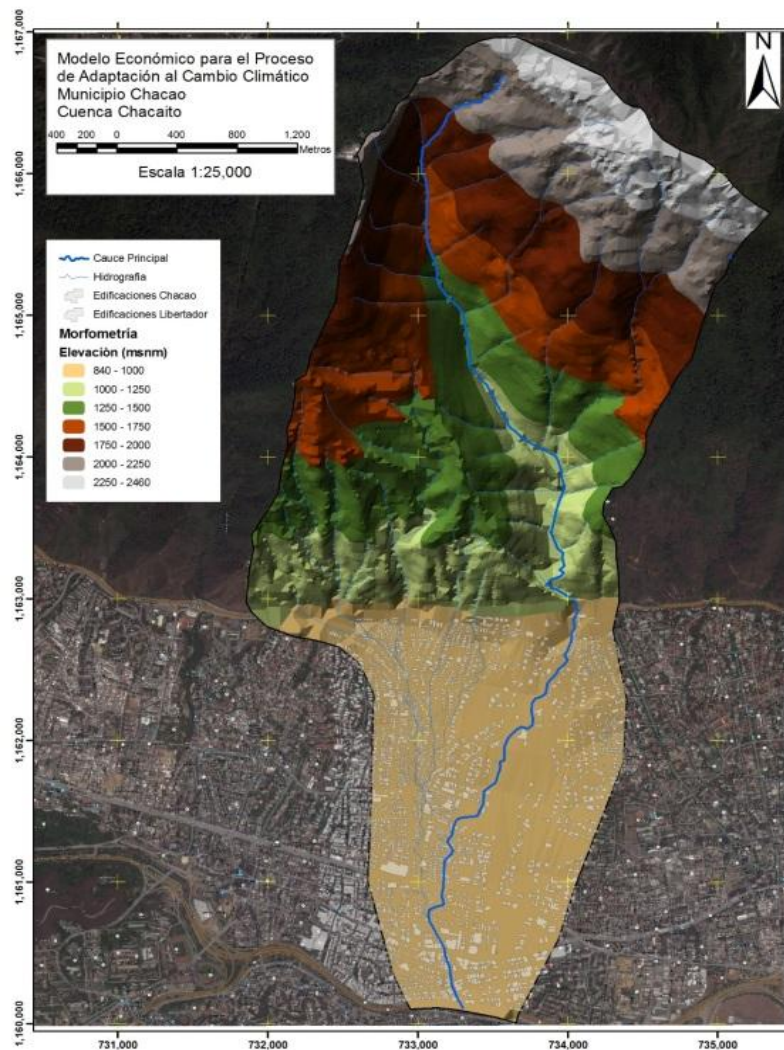 1,167,000
Modelo Económico para el Proceso
de Adaptación al Cambio Climático
Municipio Chacao
Cuenca Chacaito
400 200 0 400 800 1,200
Metros
Escala 1:25,000
N
1,166,000
Cauce Principal
Hidrografía
Edificaciones Chacao
Edificaciones Libertador
Morfometría
Elevación (msnm)
840 - 1000
1000 - 1250
1250 - 1500
1500 - 1750
1750 - 2000
2000 - 2250
2250 - 2460
1,165,000
1,164,000
1,163,000
1,162,000
1,161,000
1,160,000
731,000 732,000 733,000 734,000 735,000